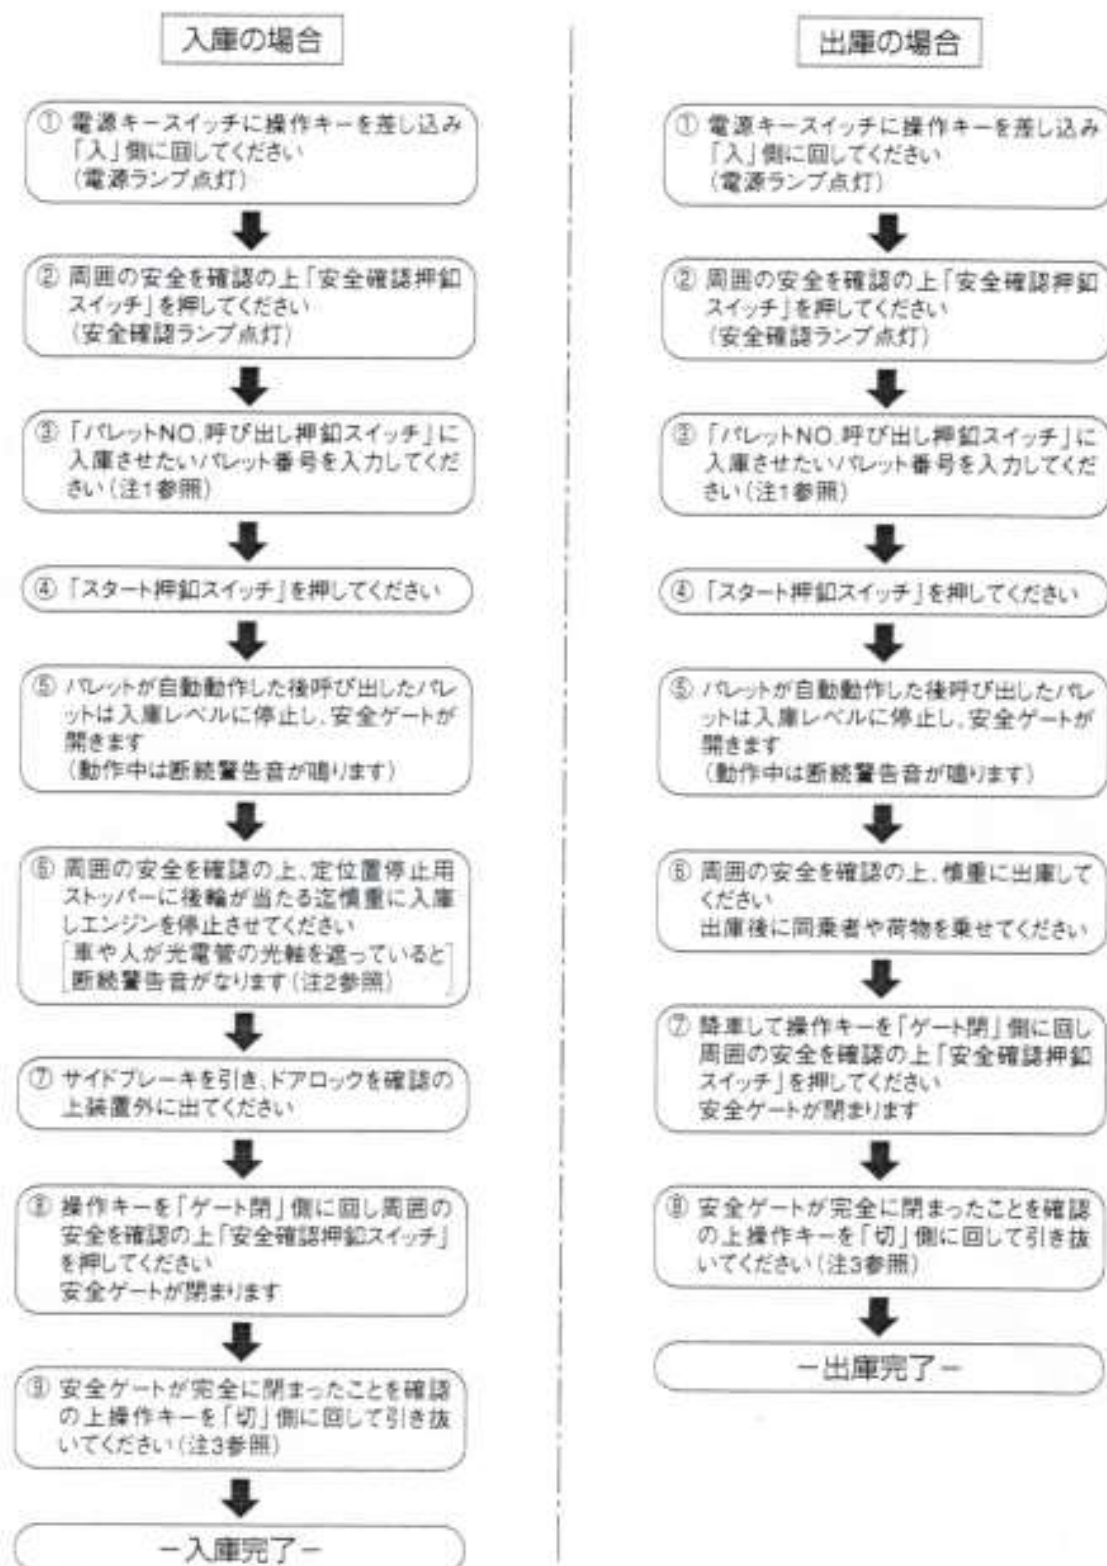 入庫の場合
① 電源キースイッチに操作キーを差し込み
「入」側に回してください
（電源ランプ点灯）
② 周囲の安全を確認の上「安全確認押釦
スイッチ」を押してください
（安全確認ランプ点灯）
③「パレットNO.呼び出し押釦スイッチ」に
入庫させたいパレット番号を入力してくだ
さい（注1参照）
④「スタート押釦スイッチ」を押してください
⑤ パレットが自動動作した後呼び出したパレ
ットは入庫レベルに停止し、安全ゲートが
開きます
（動作中は断続警告音が鳴ります）
⑥ 周囲の安全を確認の上、定位置停止用
ストッパーに後輪が当たる迄慎重に入庫
しエンジンを停止させてください
［車や人が光電管の光軸を遮っていると
断続警告音がなります（注2参照）］
⑦ サイドブレーキを引き、ドアロックを確認の
上装置外に出てください
⑧ 操作キーを「ゲート閉」側に回し周囲の
安全を確認の上「安全確認押釦スイッチ」
を押してください
安全ゲートが閉まります
⑨ 安全ゲートが完全に閉まったことを確認
の上操作キーを「切」側に回して引き抜
いてください（注3参照）
－入庫完了－
出庫の場合
① 電源キースイッチに操作キーを差し込み
「入」側に回してください
（電源ランプ点灯）
② 周囲の安全を確認の上「安全確認押釦
スイッチ」を押してください
（安全確認ランプ点灯）
③「パレットNO.呼び出し押釦スイッチ」に
入庫させたいパレット番号を入力してくだ
さい（注1参照）
④「スタート押釦スイッチ」を押してください
⑤ パレットが自動動作した後呼び出したパレ
ットは入庫レベルに停止し、安全ゲートが
開きます
（動作中は断続警告音が鳴ります）
⑥ 周囲の安全を確認の上、慎重に出庫して
ください
出庫後に同乗者や荷物を乗せてください
⑦ 降車して操作キーを「ゲート閉」側に回し
周囲の安全を確認の上「安全確認押釦
スイッチ」を押してください
安全ゲートが閉まります
⑧ 安全ゲートが完全に閉まったことを確認
の上操作キーを「切」側に回して引き抜
いてください（注3参照）
－出庫完了－